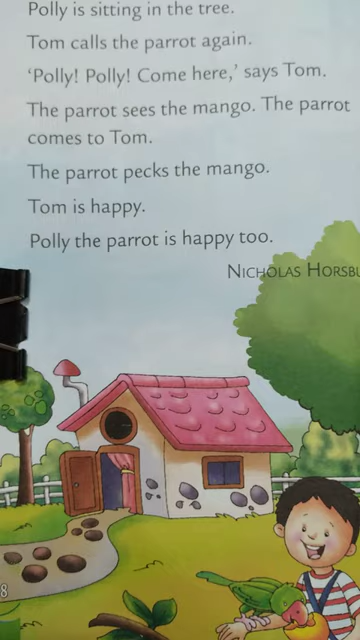 Polly is sitting in the tree.
Tom calls the parrot again.
‘Polly! Polly! Come here,’ says Tom.
The parrot sees the mango. The parrot
comes to Tom.
The parrot pecks the mango.
Tom is happy.
Polly the parrot is happy too.
NICHOLAS HORSBU
8